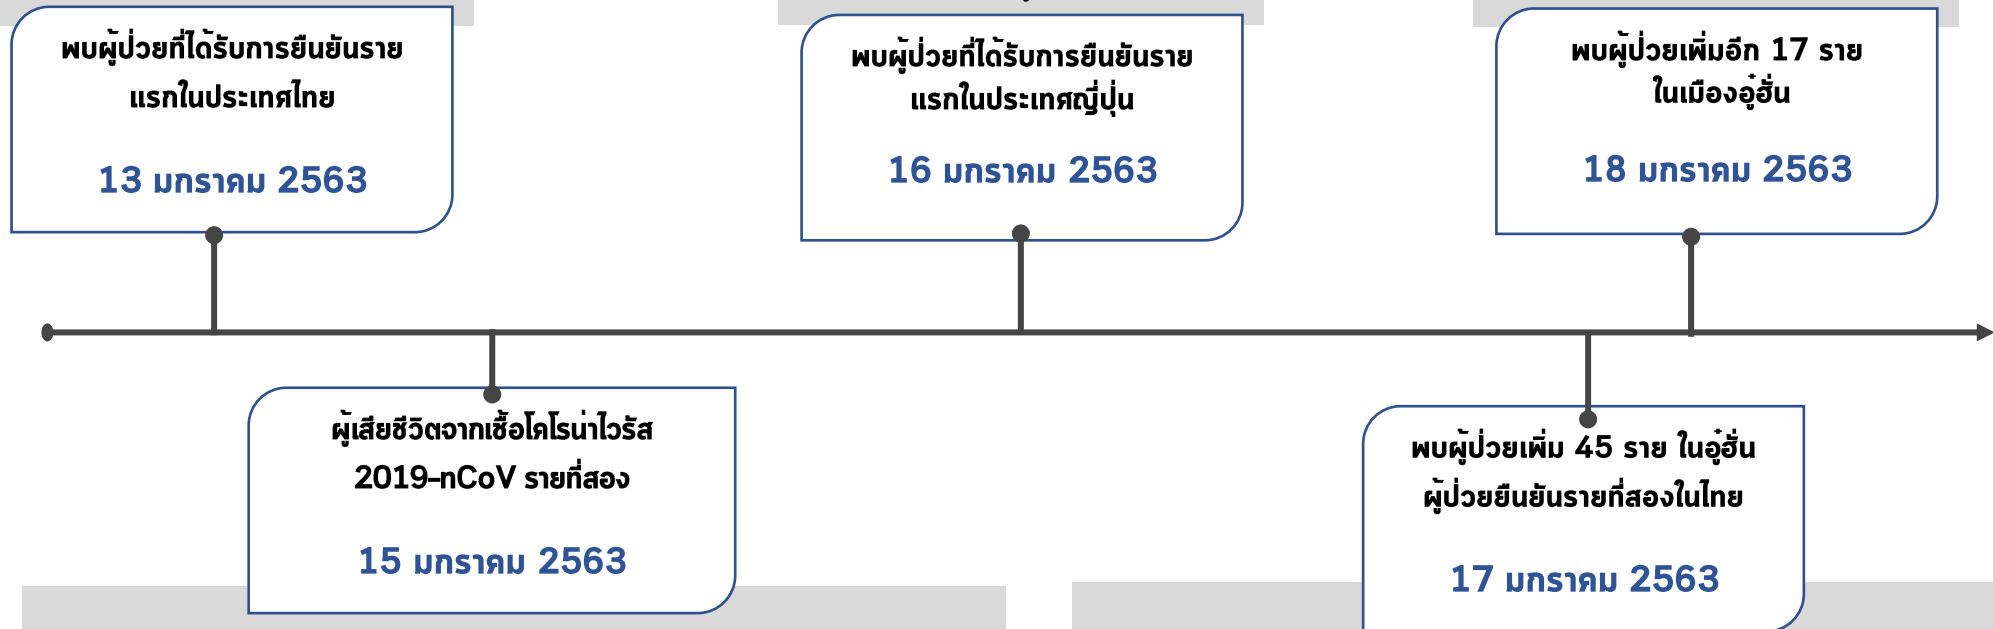 พบผู้ป่วยที่ได้รับการยืนยันราย
แรกในประเทศไทย
13 มกราคม 2563
พบผู้ป่วยที่ได้รับการยืนยันราย
แรกในประเทศญี่ปุ่น
16 มกราคม 2563
พบผู้ป่วยเพิ่มอีก 17 ราย
ในเมืองอู๋ฮั่น
18 มกราคม 2563
ผู้เสียชีวิตจากเชื้อโคโรน่าไวรัส
2019-nCoV รายที่สอง
15 มกราคม 2563
พบผู้ป่วยเพิ่ม 45 ราย ในอู๋ฮั่น
ผู้ป่วยยืนยันรายที่สองในไทย
17 มกราคม 2563